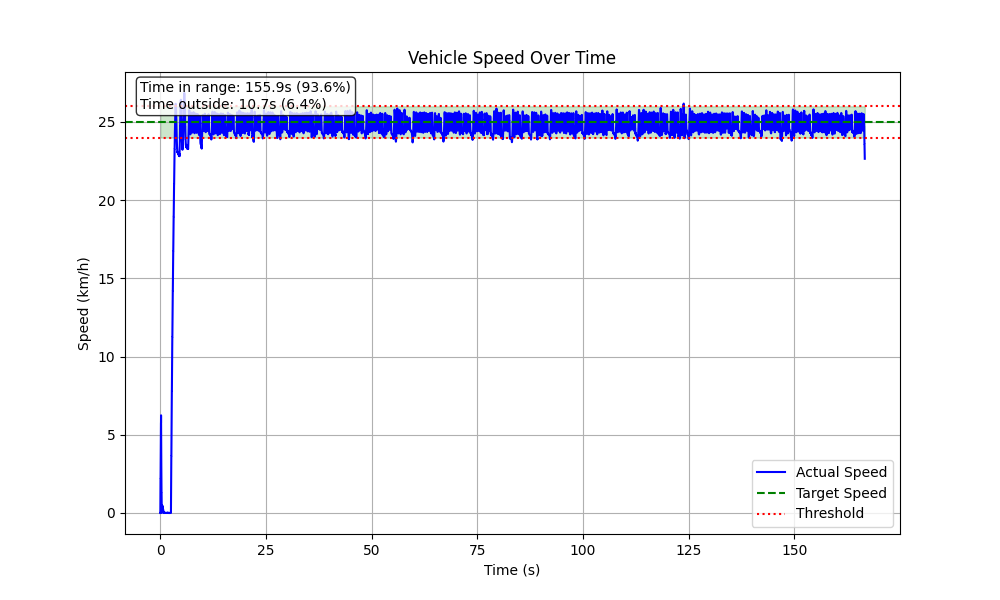 Vehicle Speed Over Time
Time in range: 155.9s (93.6%)
Time outside: 10.7s (6.4%)
25
20
15
10
5
0
Speed (km/h)
Actual Speed
Target Speed
Threshold
0
25
50
75
100
125
150
Time (s)